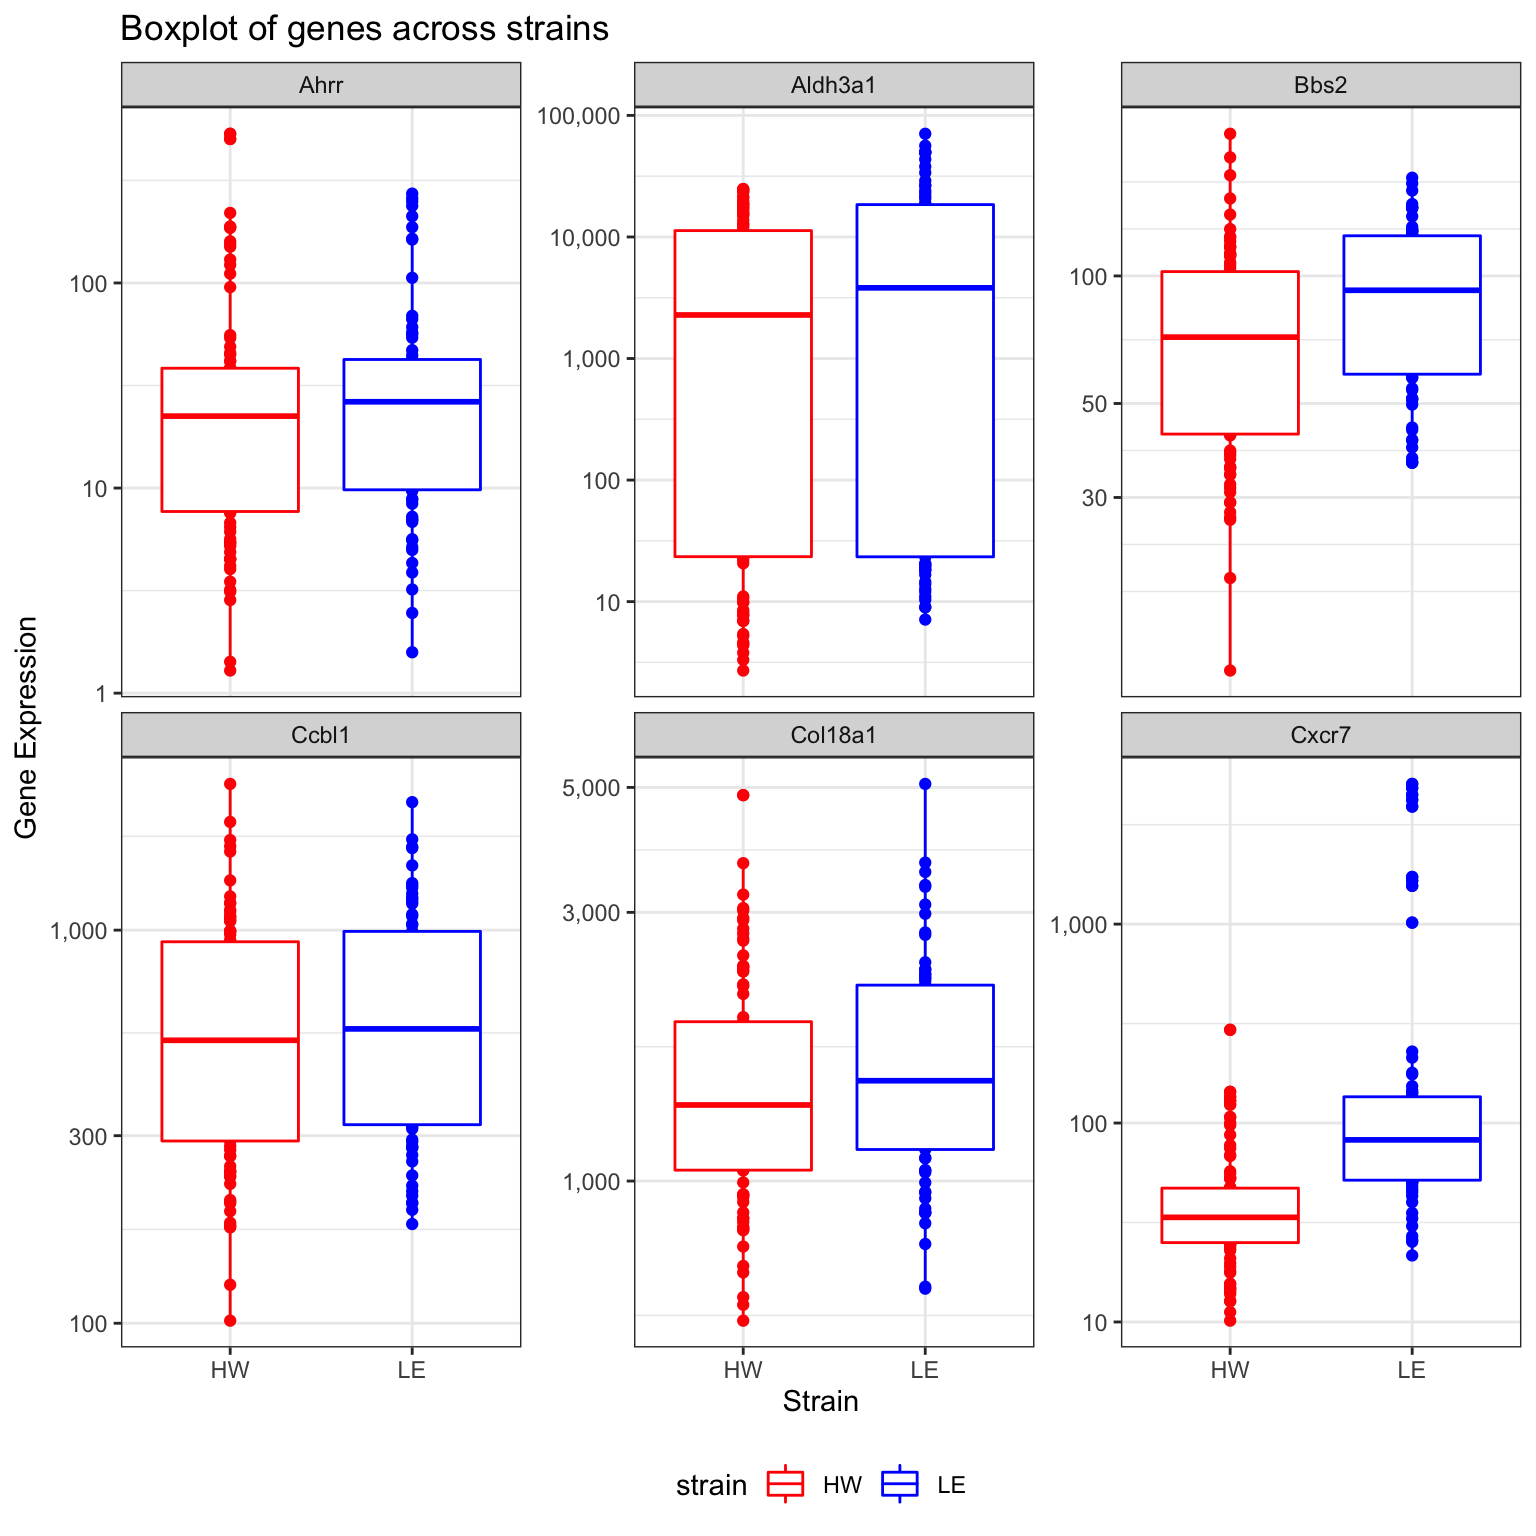 Boxplot of genes across strains
Ahrr
Aldh3a1
Bbs2
100
10
1
100,000
10,000
1,000
100
10
100
50
30
Gene Expression
Ccbl1
Col18a1
Cxcr7
1,000
300
100
5,000
3,000
1,000
1,000
100
10
HW LE
HW LE
HW LE
Strain
strain HW LE